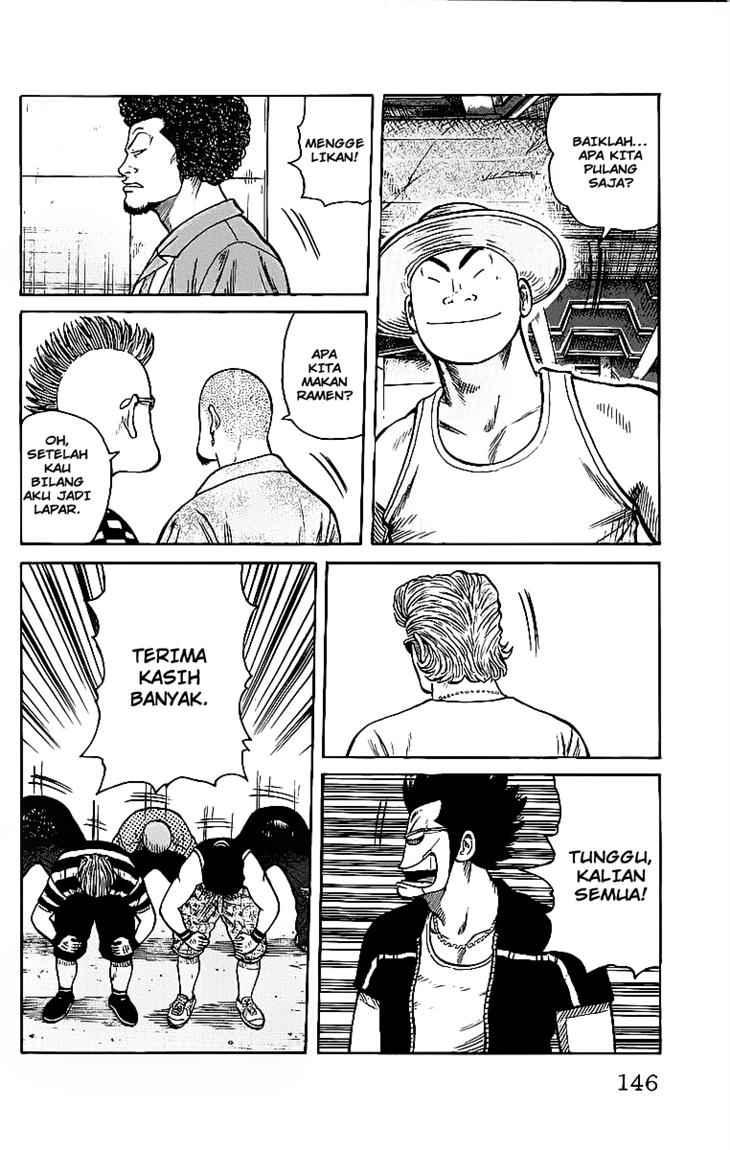 BAIKLAH...
APA KITA
PULANG
SAJA?
MENGGE
LIKAN!
APA
KITA
MAKAN
RAMEN?
OH,
SETELAH
KAU
BILANG
AKU JADI
LAPAR.
TUNGGU,
KALIAN
SEMUA!
TERIMA
KASIH
BANYAK.
146